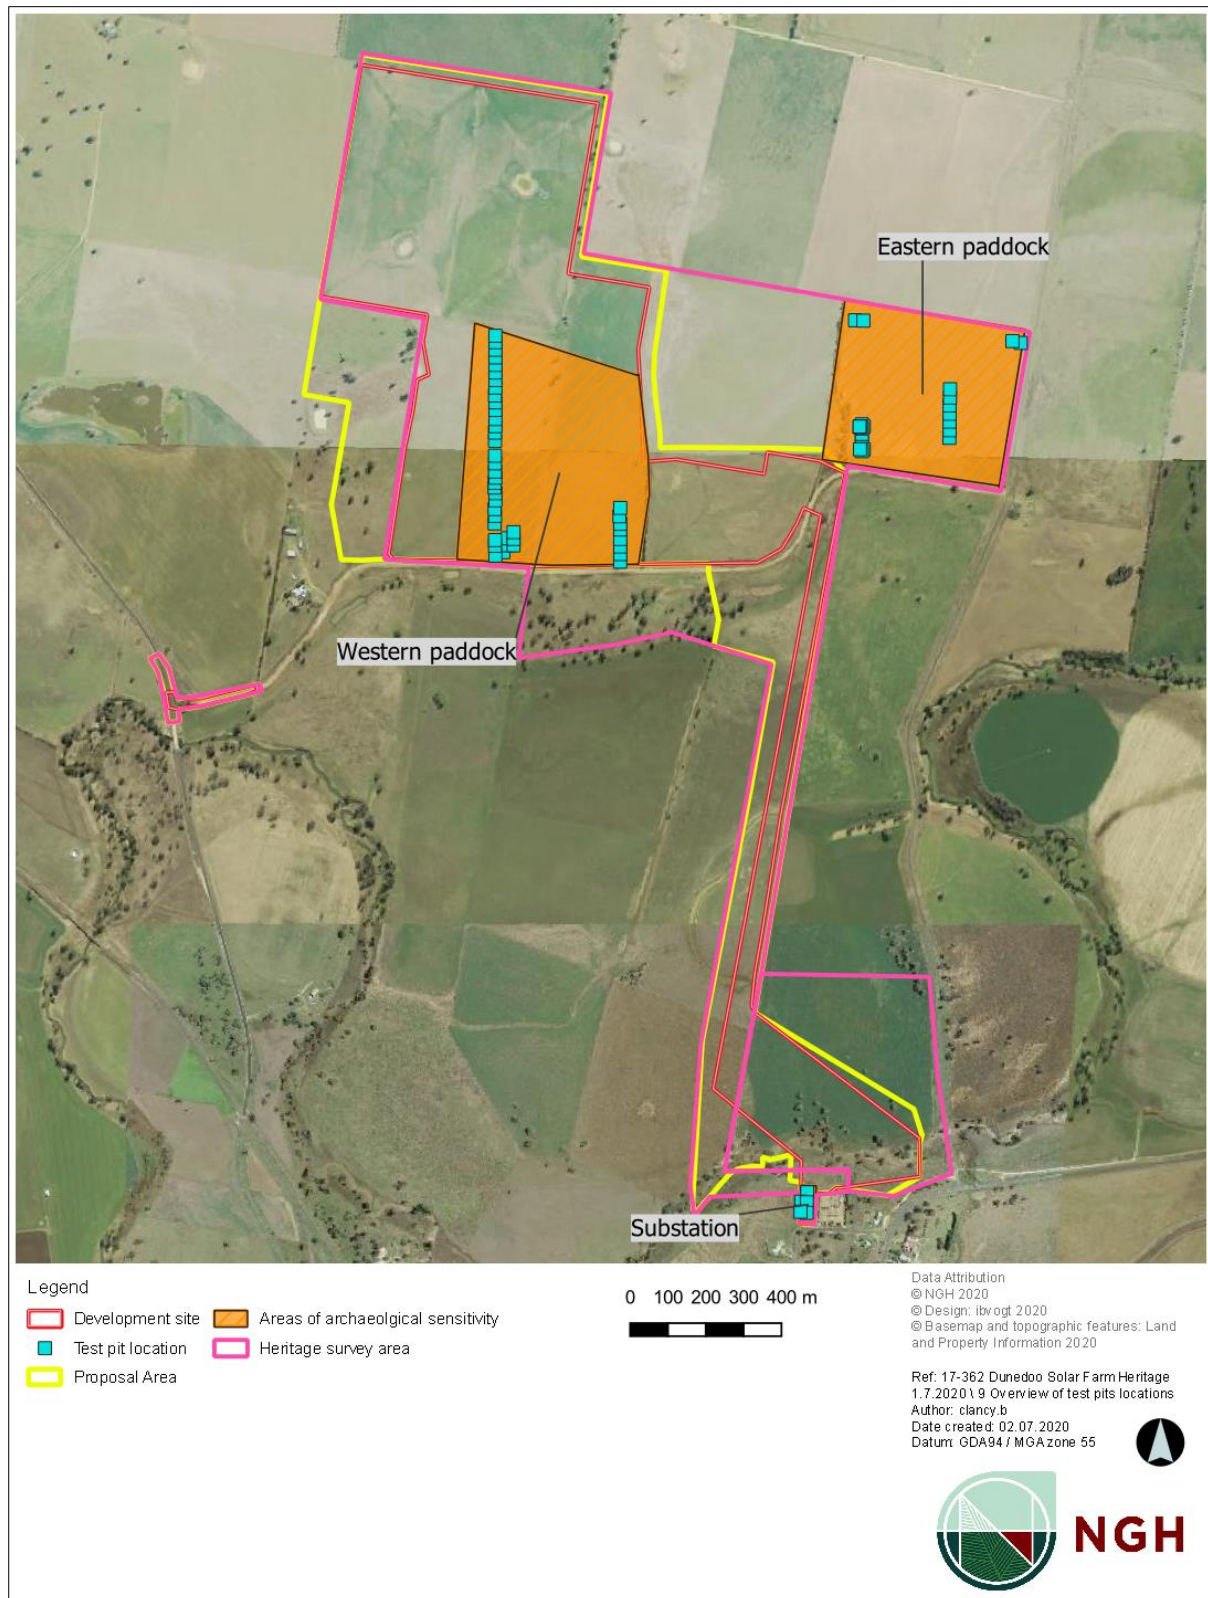 Eastern paddock
Western paddock
Substation
Legend
Development site
Areas of archaeolgical sensitivity
Test pit location
Heritage survey area
Proposal Area
0 100 200 300 400 m
Data Attribution
© NGH 2020
© Design: ibvogt 2020
© Basemap and topographic features: Land
and Property Information 2020
Ref: 17-362 Dunedoo Solar Farm Heritage
1.7.2020 \ 9 Overview of test pits locations
Author: clancy.b
Date created: 02.07.2020
Datum: GDA94 / MGA zone 55
NGH